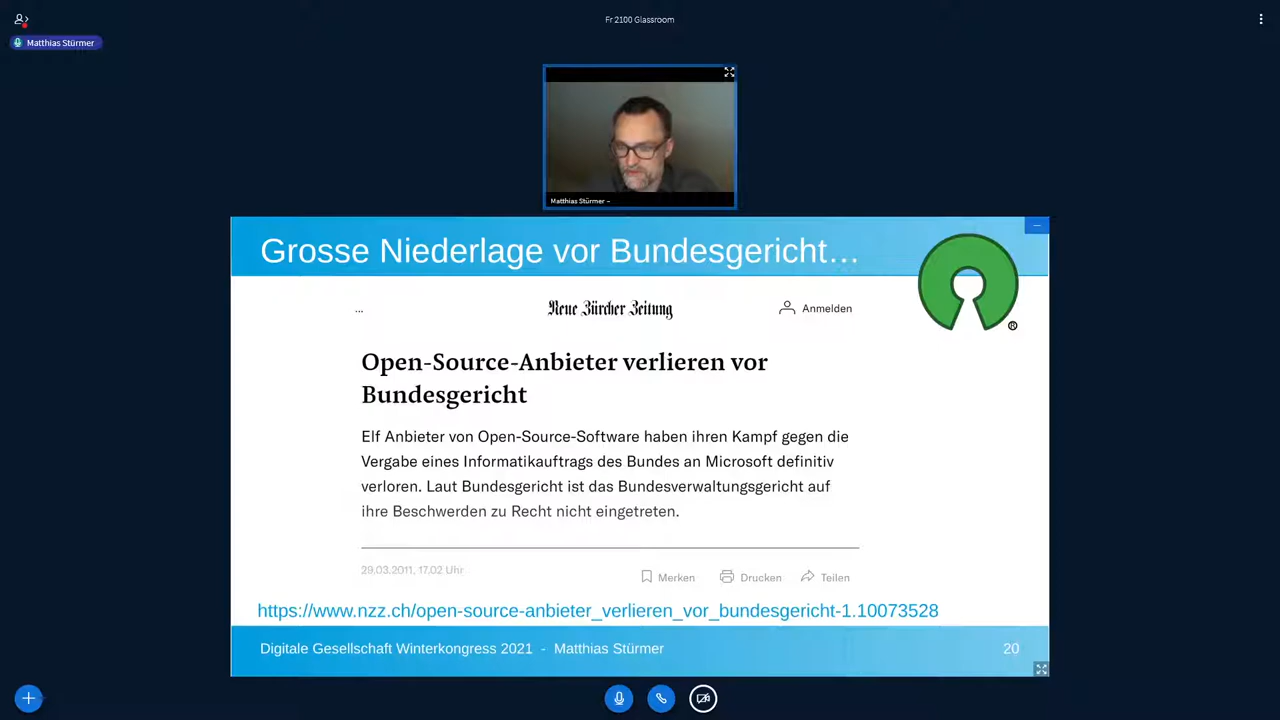 Fr 2100 Glassroom
Matthias Stürmer
Matthias Stürmer –
Grosse Niederlage vor Bundesgericht...
...
Neue Zürcher Zeitung
Anmelden
®
Open-Source-Anbieter verlieren vor
Bundesgericht
Elf Anbieter von Open-Source-Software haben ihren Kampf gegen die
Vergabe eines Informatikauftrags des Bundes an Microsoft definitiv
verloren. Laut Bundesgericht ist das Bundesverwaltungsgericht auf
ihre Beschwerden zu Recht nicht eingetreten.
29.03.2011, 17.02 Uhr
Merken
Drucken
Teilen
https://www.nzz.ch/open-source-anbieter_verlieren_vor_bundesgericht-1.10073528
Digitale Gesellschaft Winterkongress 2021 - Matthias Stürmer
20